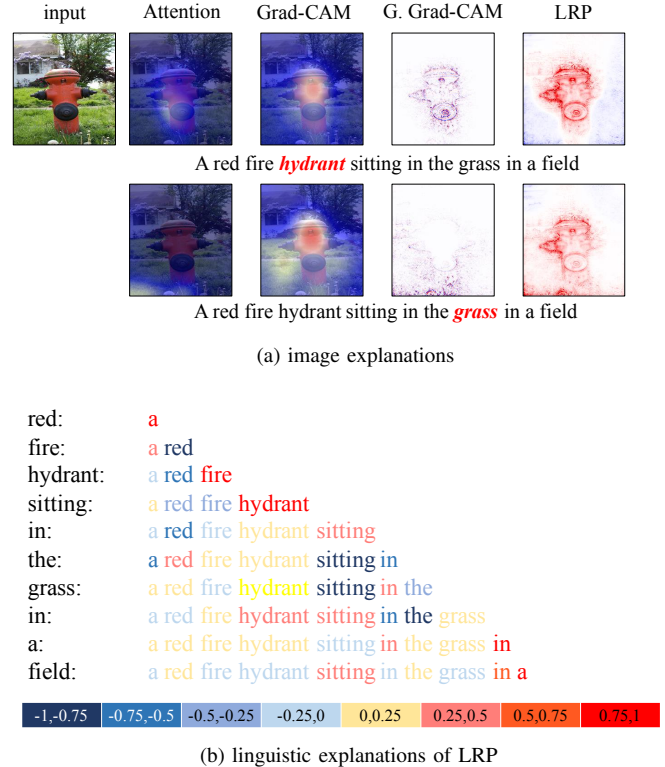 input Attention Grad-CAM G. Grad-CAM LRP
A red fire hydrant sitting in the grass in a field
A red fire hydrant sitting in the grass in a field
(a) image explanations
red: a
fire: a red
hydrant: a red fire
sitting: a red fire hydrant
in: a red fire hydrant sitting
the: a red fire hydrant sitting in
grass: a red fire hydrant sitting in the
in: a red fire hydrant sitting in the grass
a: a red fire hydrant sitting in the grass in
field: a red fire hydrant sitting in the grass in a
-1,-0.75 -0.75,-0.5 -0.5,-0.25 -0.25,0 0,0.25 0.25,0.5 0.5,0.75 0.75,1
(b) linguistic explanations of LRP